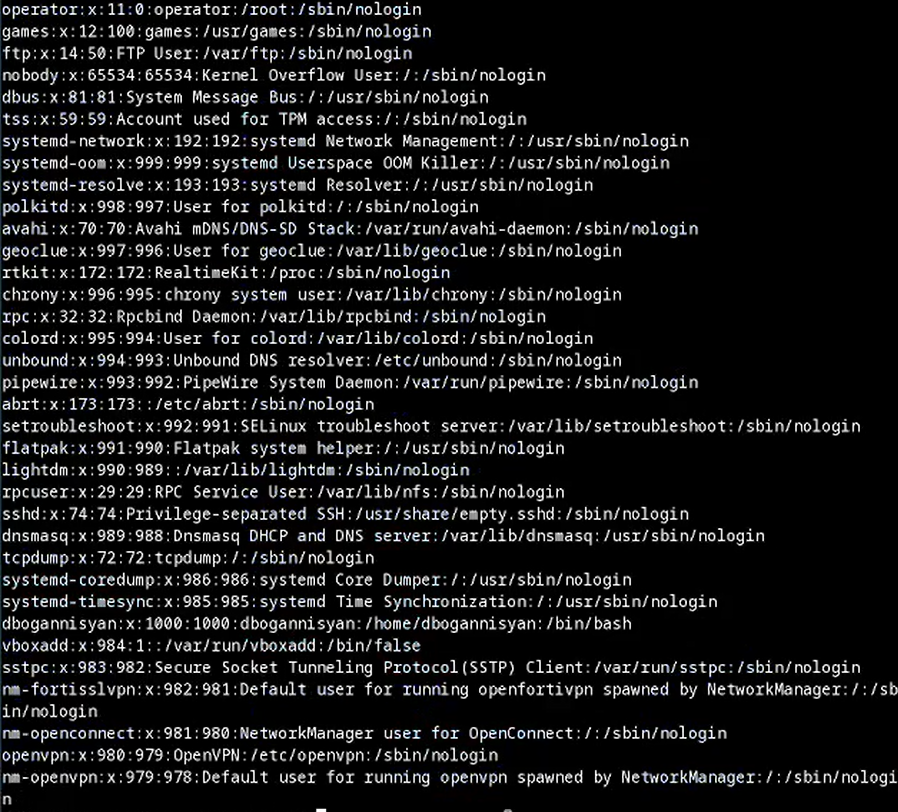 operator:x:11:0:operator:/root:/sbin/nologin
games:x:12:100:games:/usr/games:/sbin/nologin
ftp:x:14:50:FTP User:/var/ftp:/sbin/nologin
nobody:x:65534:65534:Kernel Overflow User:/:/sbin/nologin
dbus:x:81:81:System Message Bus:/:/usr/sbin/nologin
tss:x:59:59:Account used for TPM access:/:/sbin/nologin
systemd-network:x:192:192:systemd Network Management:/:/usr/sbin/nologin
systemd-oom:x:999:999:systemd Userspace OOM Killer:/:/usr/sbin/nologin
systemd-resolve:x:193:193:systemd Resolver:/:/usr/sbin/nologin
polkitd:x:998:997:User for polkitd:/:/sbin/nologin
avahi:x:70:70:Avahi mDNS/DNS-SD Stack:/var/run/avahi-daemon:/sbin/nologin
geoclue:x:997:996:User for geoclue:/var/lib/geoclue:/sbin/nologin
rtkit:x:172:172:RealtimeKit:/proc:/sbin/nologin
chrony:x:996:995:chrony system user:/var/lib/chrony:/sbin/nologin
rpc:x:32:32:Rpcbind Daemon:/var/lib/rpcbind:/sbin/nologin
colord:x:995:994:User for colord:/var/lib/colord:/sbin/nologin
unbound:x:994:993:Unbound DNS resolver:/etc/unbound:/sbin/nologin
pipewire:x:993:992:PipeWire System Daemon:/var/run/pipewire:/sbin/nologin
abrt:x:173:173::/etc/abrt:/sbin/nologin
setroubleshoot:x:992:991:SELinux troubleshoot server:/var/lib/setroubleshoot:/sbin/nologin
flatpak:x:991:990:Flatpak system helper:/:/usr/sbin/nologin
lightdm:x:990:989::/var/lib/lightdm:/sbin/nologin
rpcuser:x:29:29:RPC Service User:/var/lib/nfs:/sbin/nologin
sshd:x:74:74:Privilege-separated SSH:/usr/share/empty.sshd:/sbin/nologin
dnsmasq:x:989:988:Dnsmasq DHCP and DNS server:/var/lib/dnsmasq:/usr/sbin/nologin
tcpdump:x:72:72:tcpdump:/:/sbin/nologin
systemd-coredump:x:986:986:systemd Core Dumper:/:/usr/sbin/nologin
systemd-timesync:x:985:985:systemd Time Synchronization:/:/usr/sbin/nologin
dbogannisyan:x:1000:1000:dbogannisyan:/home/dbogannisyan:/bin/bash
vboxadd:x:984:1::/var/run/vboxadd:/bin/false
sstpc:x:983:982:Secure Socket Tunneling Protocol(SSTP) Client:/var/run/sstpc:/sbin/nologin
nm-fortisslvpn:x:982:981:Default user for running openfortivpn spawned by NetworkManager:/:/sb
in/nologin
nm-openconnect:x:981:980:NetworkManager user for OpenConnect:/:/sbin/nologin
openvpn:x:980:979:OpenVPN:/etc/openvpn:/sbin/nologin
nm-openvpn:x:979:978:Default user for running openvpn spawned by NetworkManager:/:/sbin/nologi
n